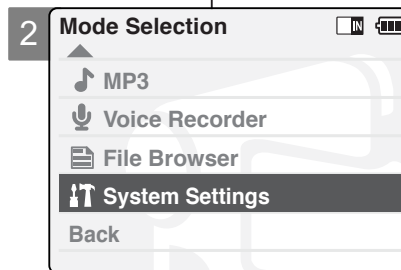 2
Mode Selection IN
MP3
Voice Recorder
File Browser
System Settings
Back